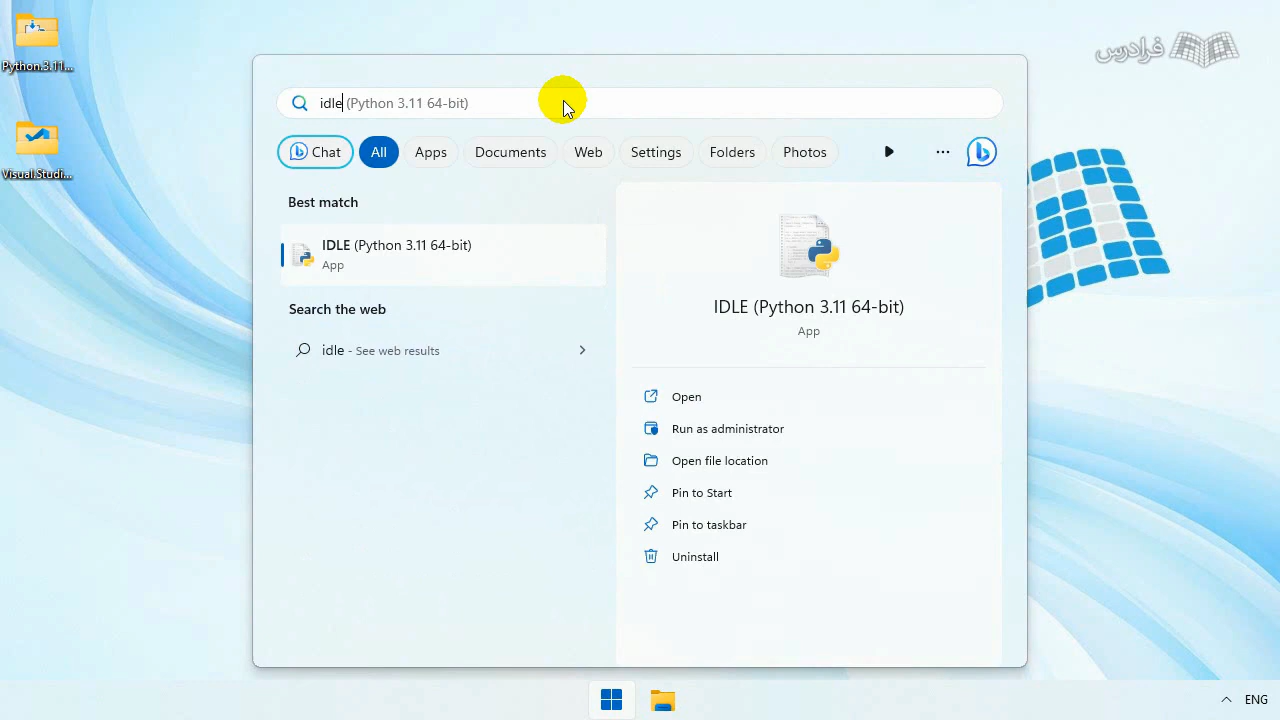 Python.3.11...
Visual.Studi...
فرادرس
idle (Python 3.11 64-bit)
Chat
All
Apps
Documents
Web
Settings
Folders
Photos
Best match
IDLE (Python 3.11 64-bit)
App
Search the web
idle - See web results
IDLE (Python 3.11 64-bit)
App
Open
Run as administrator
Open file location
Pin to Start
Pin to taskbar
Uninstall
ENG